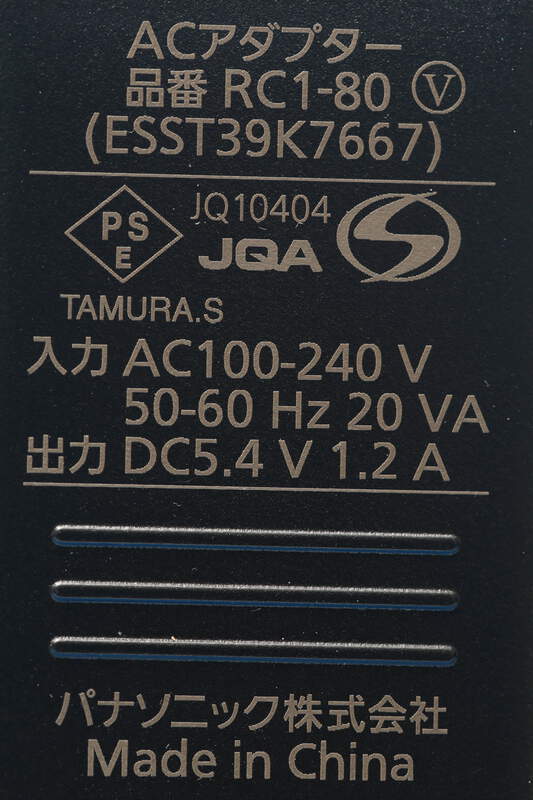 ACアダプター
品番 RC1-80 Ⓥ
(ESST39K7667)
PS
E
JQ10404
JQA
TAMURA.S
入力 AC100-240 V
50-60 Hz 20 VA
出力 DC5.4 V 1.2 A
パナソニック株式会社
Made in China